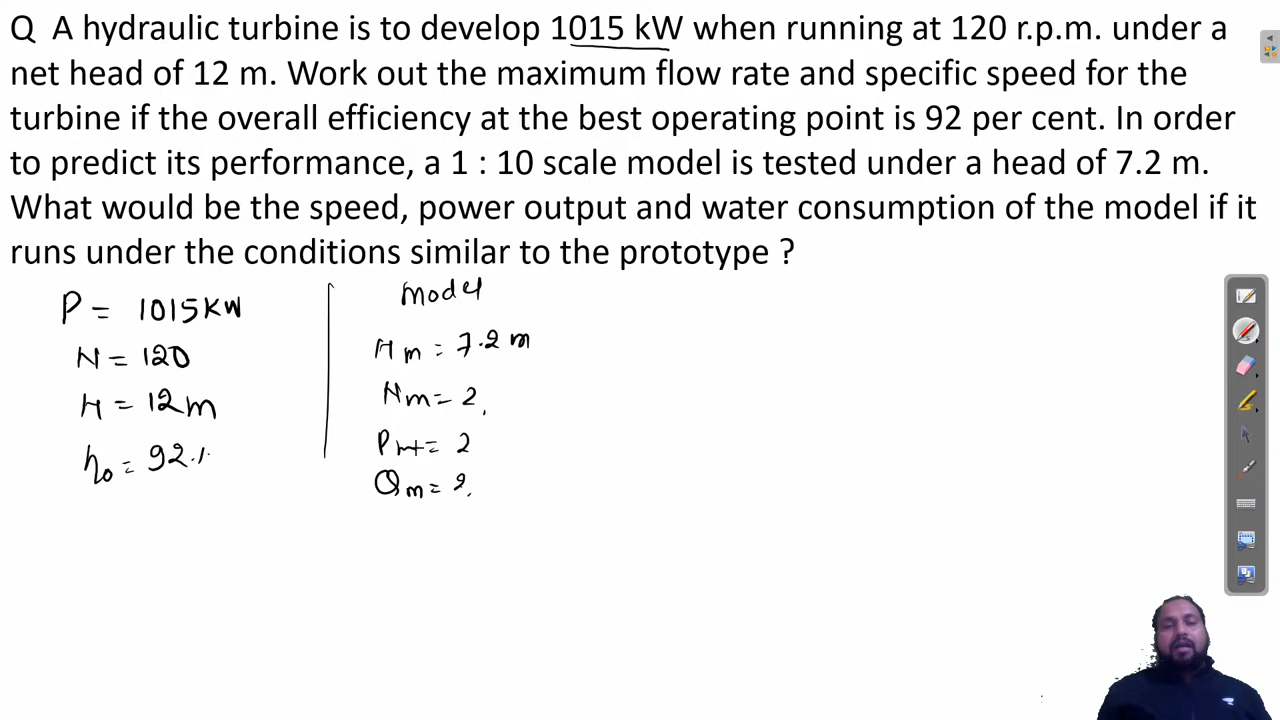 Q A hydraulic turbine is to develop 1015 kW when running at 120 r.p.m. under a
net head of 12 m. Work out the maximum flow rate and specific speed for the
turbine if the overall efficiency at the best operating point is 92 per cent. In order
to predict its performance, a 1 : 10 scale model is tested under a head of 7.2 m.
What would be the speed, power output and water consumption of the model if it
runs under the conditions similar to the prototype ?
P = 1015 KW
N = 120
H = 12 m
η₀ = 92 %
Model
Hm = 7.2 m
Nm = ?
Pm = ?
Qm = ?